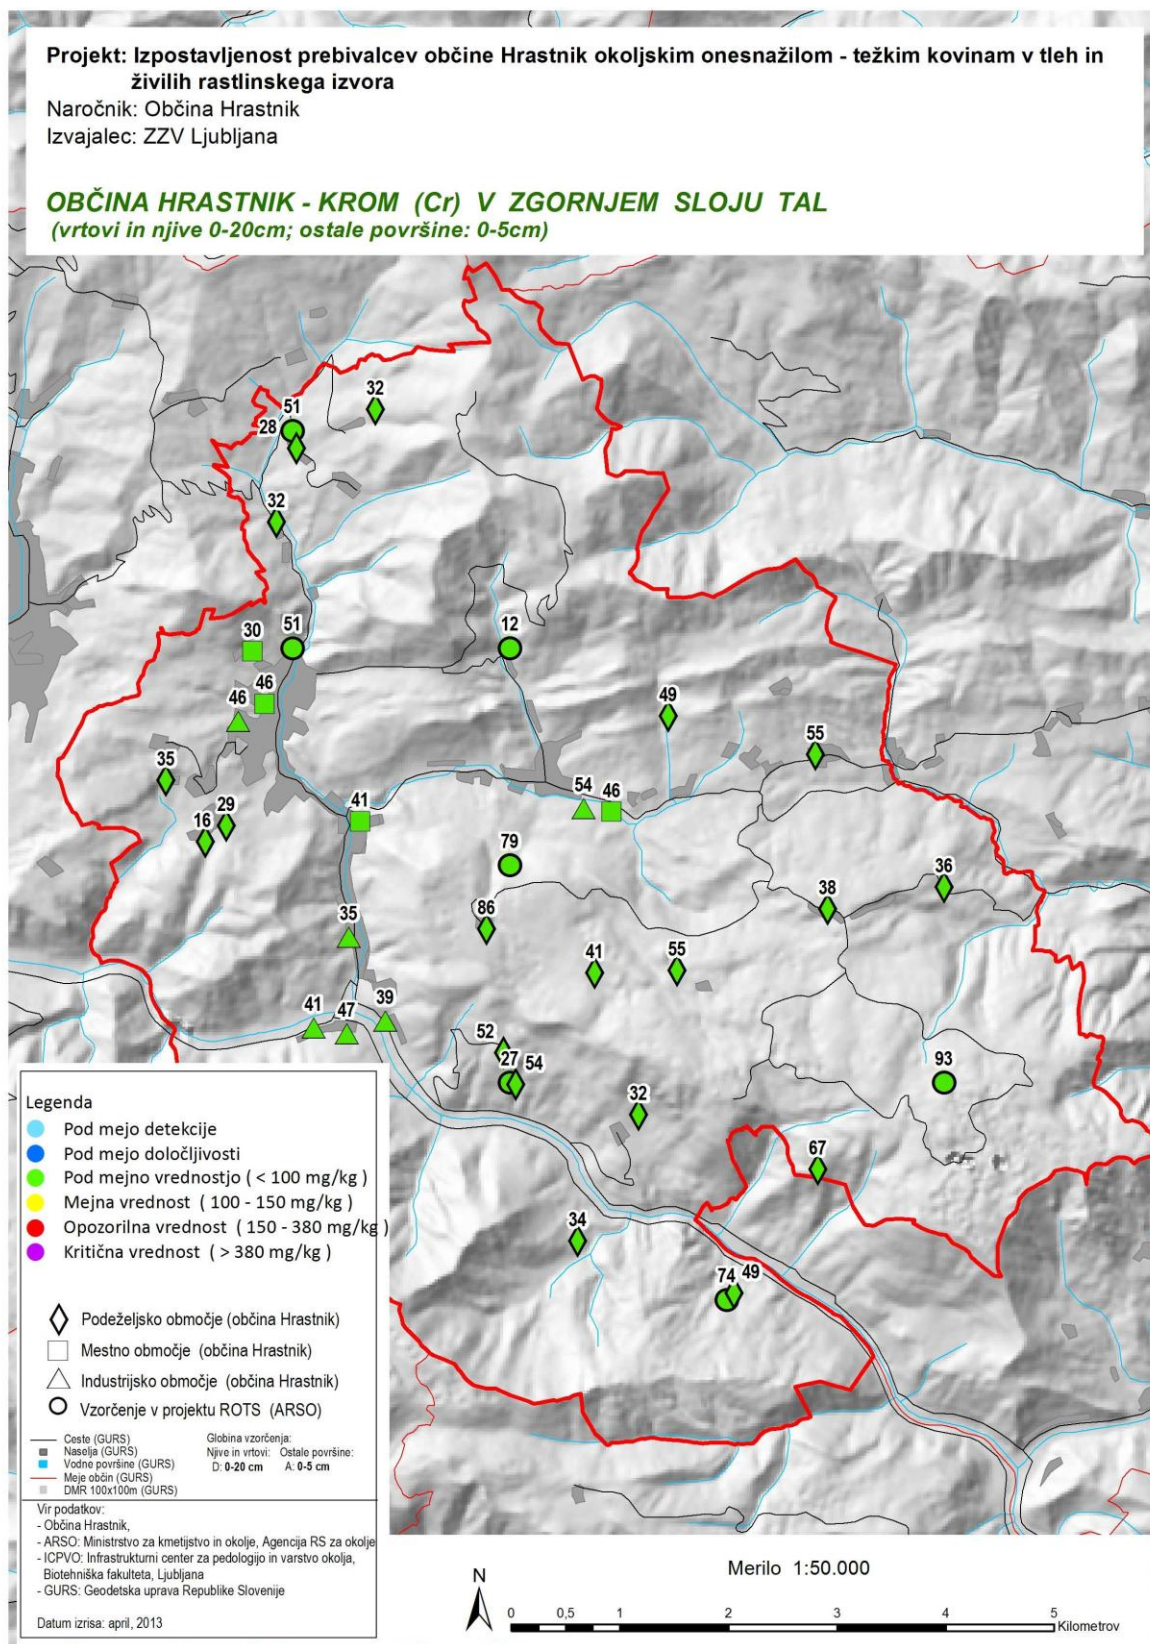 Projekt: Izpostavljenost prebivalcev občine Hrastnik okoljskim onesnažilom - težkim kovinam v tleh in
živilih rastlinskega izvora
Naročnik: Občina Hrastnik
Izvajalec: ZZV Ljubljana
OBČINA HRASTNIK - KROM (Cr) V ZGORNJEM SLOJU TAL
(vrtovi in njive 0-20cm; ostale površine: 0-5cm)
32
51
28
32
51
12
30
46
46
49
55
35
54
46
41
29
16
79
36
38
86
35
41
55
39
41
47
52
27
54
93
32
67
34
74
49
Legenda
Pod mejo detekcije
Pod mejo določljivosti
Pod mejno vrednostjo ( < 100 mg/kg )
Mejna vrednost ( 100 - 150 mg/kg )
Opozorilna vrednost ( 150 - 380 mg/kg )
Kritična vrednost ( > 380 mg/kg )
Podeželjsko območje (občina Hrastnik)
Mestno območje (občina Hrastnik)
Industrijsko območje (občina Hrastnik)
Vzorčenje v projektu ROTS (ARSO)
Ceste (GURS)
Naselja (GURS)
Vodne površine (GURS)
Meje občin (GURS)
DMR 100x100m (GURS)
Globina vzorčenja:
Njive in vrtovi: Ostale površine:
D: 0-20 cm A: 0-5 cm
Vir podatkov:
- Občina Hrastnik,
- ARSO: Ministrstvo za kmetijstvo in okolje, Agencija RS za okolje
- ICPVO: Infrastrukturni center za pedologijo in varstvo okolja,
Biotehniška fakulteta, Ljubljana
- GURS: Geodetska uprava Republike Slovenije
Datum izrisa: april, 2013
N
Merilo 1:50.000
0 0,5 1 2 3 4 5
Kilometrov